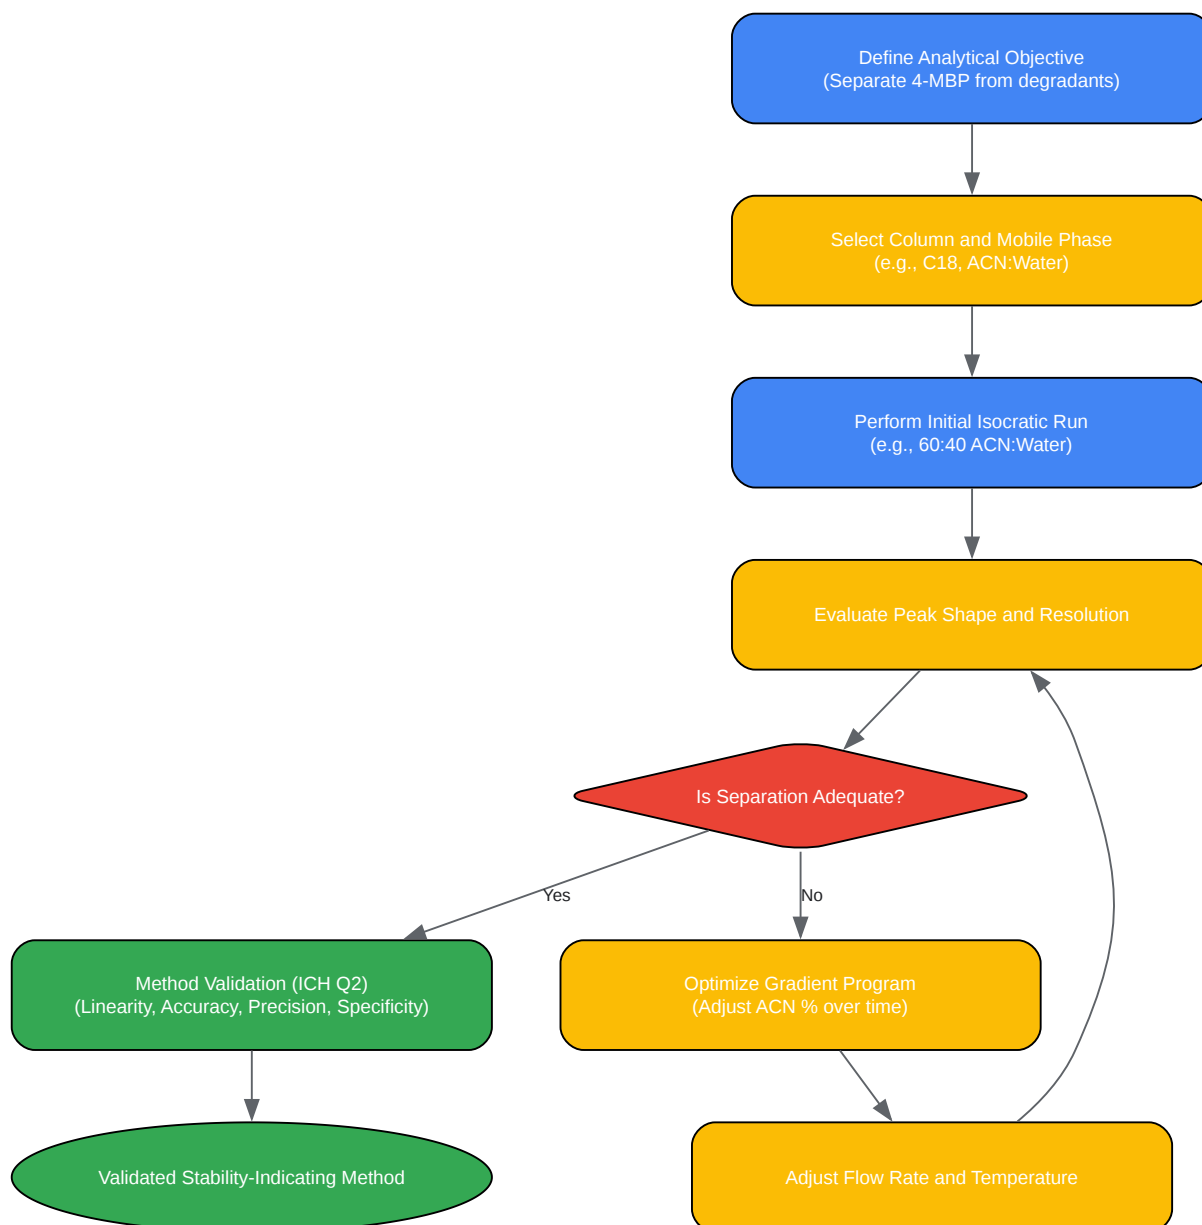 Define Analytical Objective
(Separate 4-MBP from degradants)
Select Column and Mobile Phase
(e.g., C18, ACN:Water)
Perform Initial Isocratic Run
(e.g., 60:40 ACN:Water)
Evaluate Peak Shape and Resolution
Is Separation Adequate?
Yes
No
Method Validation (ICH Q2)
(Linearity, Accuracy, Precision, Specificity)
Optimize Gradient Program
(Adjust ACN % over time)
Validated Stability-Indicating Method
Adjust Flow Rate and Temperature